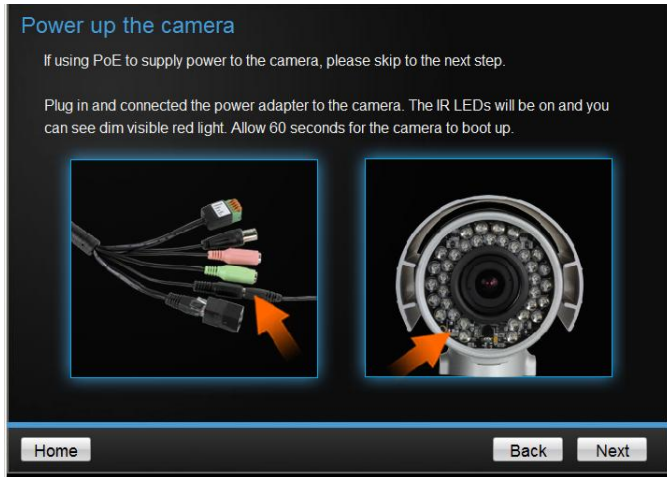 Power up the camera
If using PoE to supply power to the camera, please skip to the next step.
Plug in and connected the power adapter to the camera. The IR LEDs will be on and you
can see dim visible red light. Allow 60 seconds for the camera to boot up.
Home
Back
Next